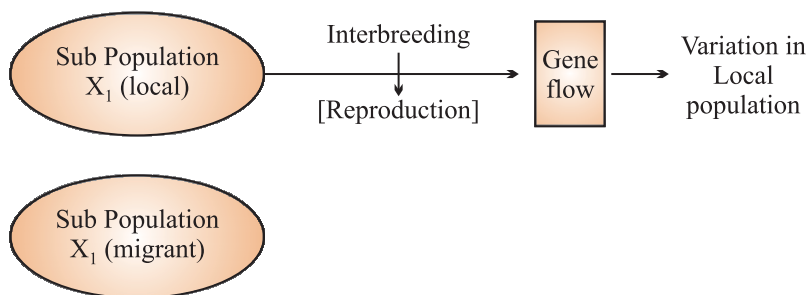 Sub Population
X₁ (local)
Interbreeding
[Reproduction]
Gene
flow
Variation in
Local
population
Sub Population
X₁ (migrant)